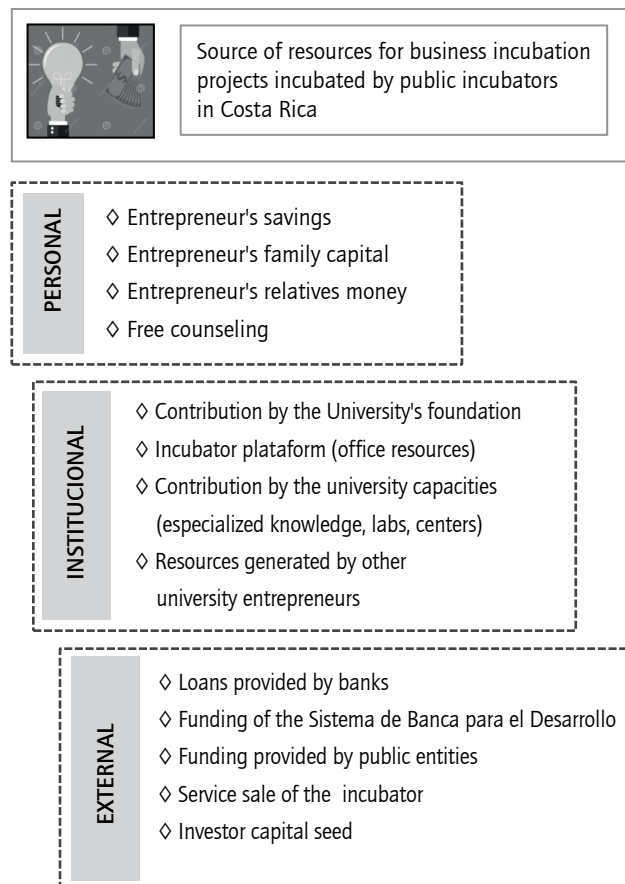 Source of resources for business incubation
projects incubated by public incubators
in Costa Rica
PERSONAL
◊ Entrepreneur's savings
◊ Entrepreneur's family capital
◊ Entrepreneur's relatives money
◊ Free counseling
INSTITUCIONAL
◊ Contribution by the University's foundation
◊ Incubator plataform (office resources)
◊ Contribution by the university capacities
(especialized knowledge, labs, centers)
◊ Resources generated by other
university entrepreneurs
EXTERNAL
◊ Loans provided by banks
◊ Funding of the Sistema de Banca para el Desarrollo
◊ Funding provided by public entities
◊ Service sale of the incubator
◊ Investor capital seed